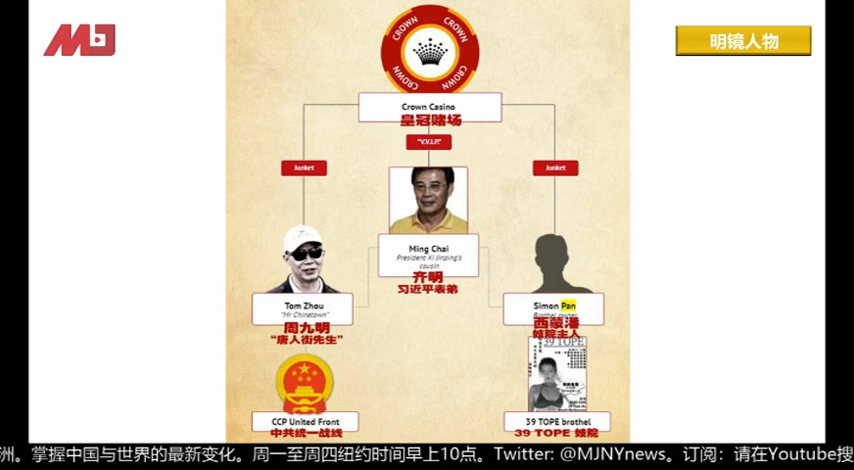 MJ
明镜人物
CROWN CROWN CROWN CROWN
Crown Casino
皇冠赌场
"V.V.I.P."
Junket
Junket
Ming Chai
President Xi Jinping's
cousin
齐明
习近平表弟
Tom Zhou
"Mr Chinatown"
周九明
“唐人街先生”
Simon Pan
Brothel owner
西蒙潘
妓院主人
39 TOPE
CCP United Front
中共统一战线
39 TOPE brothel
39 TOPE 妓院
洲。掌握中国与世界的最新变化。周一至周四纽约时间早上10点。Twitter: @MJNYnews。订阅：请在Youtube搜